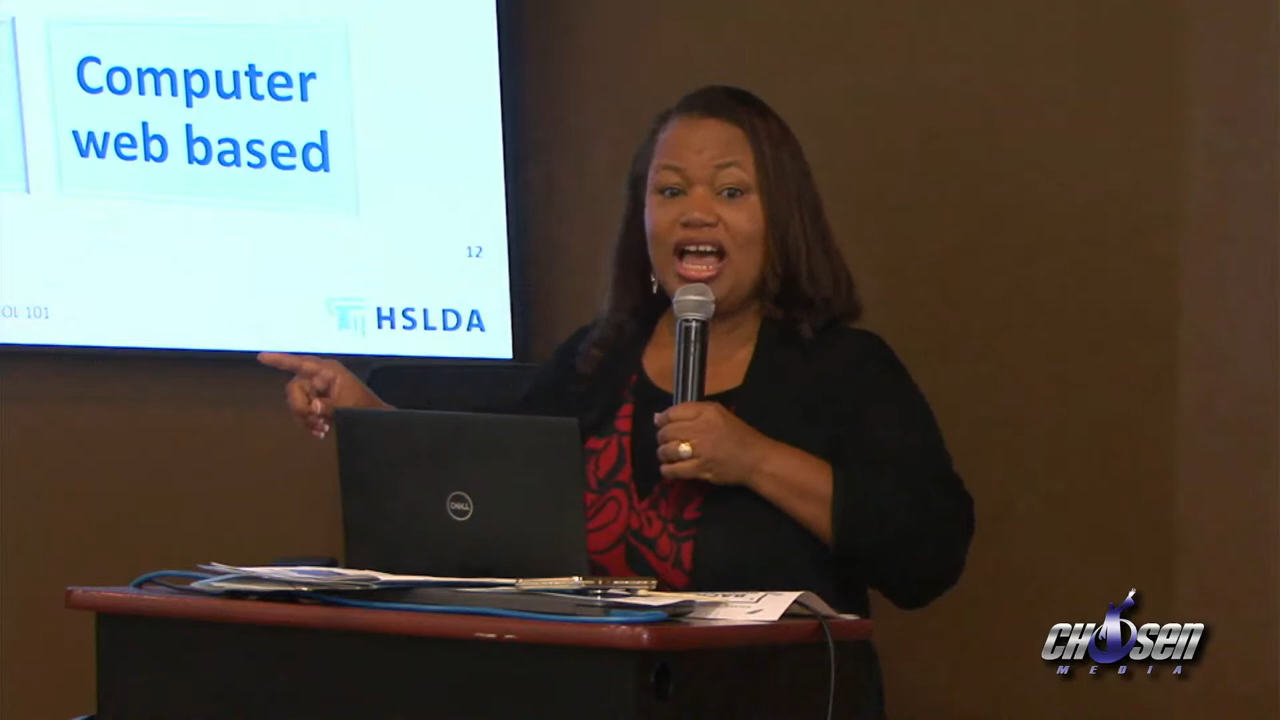 Computer
web based
12
OL 101
HSLDA
DELL
CHOSEN
MEDIA